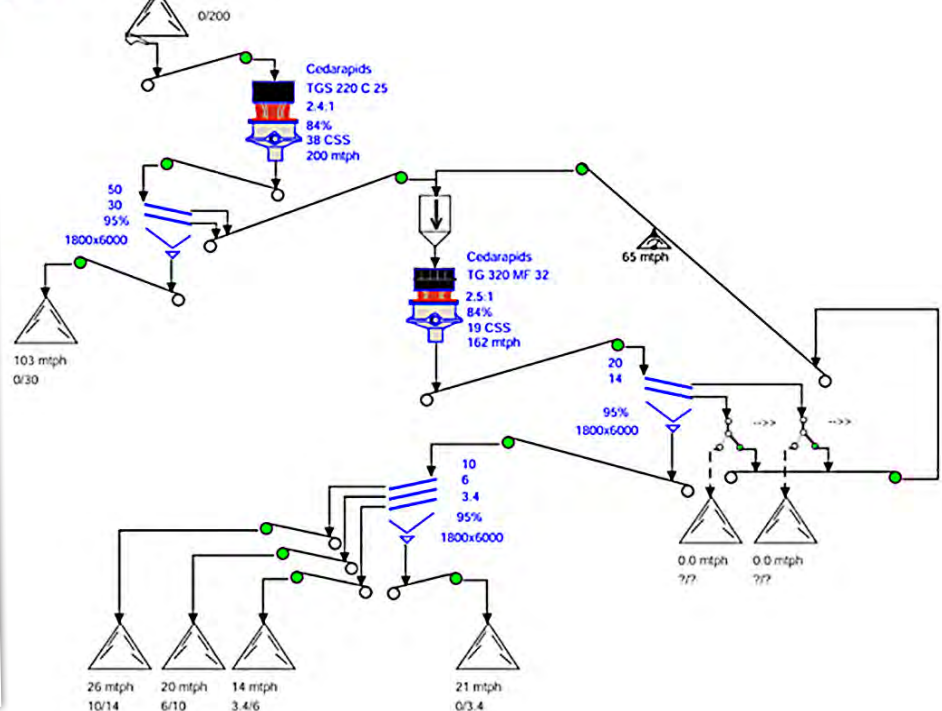 0/200
Cedarapids
TGS 220 C 25
2.4:1
84%
38 CSS
200 mtph
50
30
95%
1800x6000
103 mtph
0/30
Cedarapids
TG 320 MF 32
2.5:1
84%
19 CSS
162 mtph
65 mtph
20
14
95%
1800x6000
-->>
-->>
0.0 mtph
?/?
0.0 mtph
?/?
10
6
3.4
95%
1800x6000
26 mtph
10/14
20 mtph
6/10
14 mtph
3.4/6
21 mtph
0/3.4